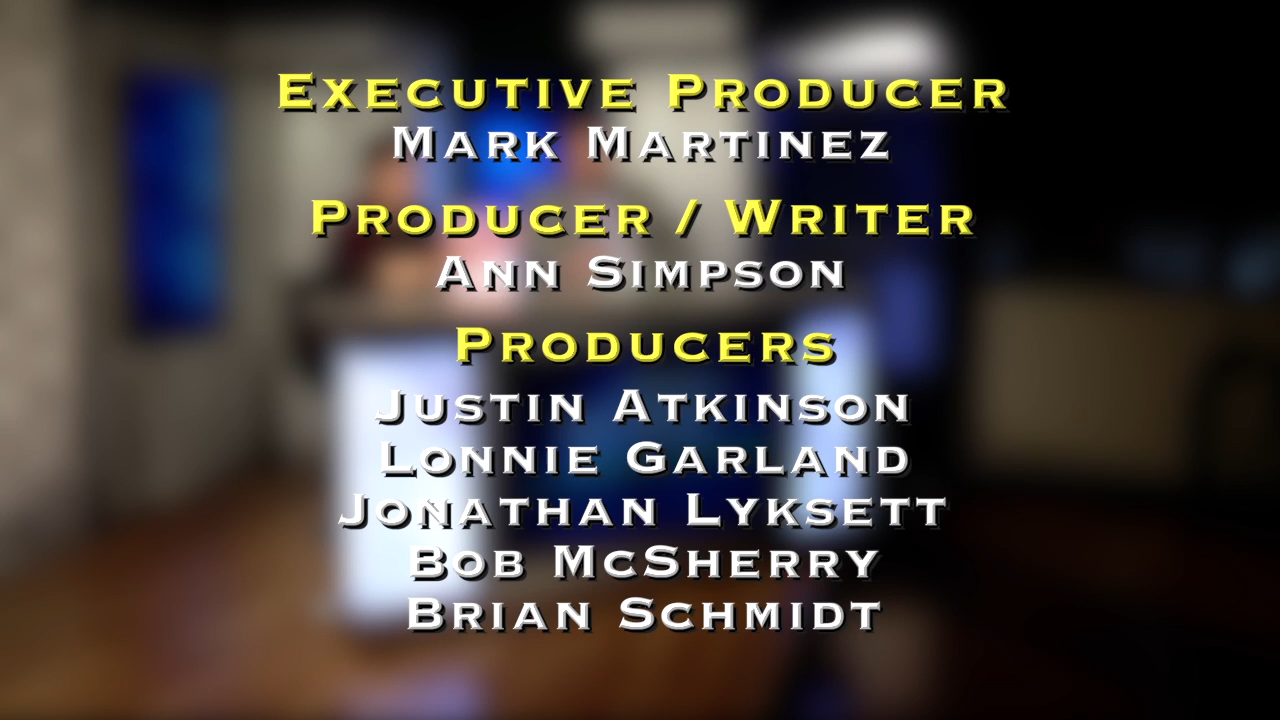 Executive Producer
Mark Martinez
Producer / Writer
Ann Simpson
Producers
Justin Atkinson
Lonnie Garland
Jonathan Lyksett
Bob McSherry
Brian Schmidt